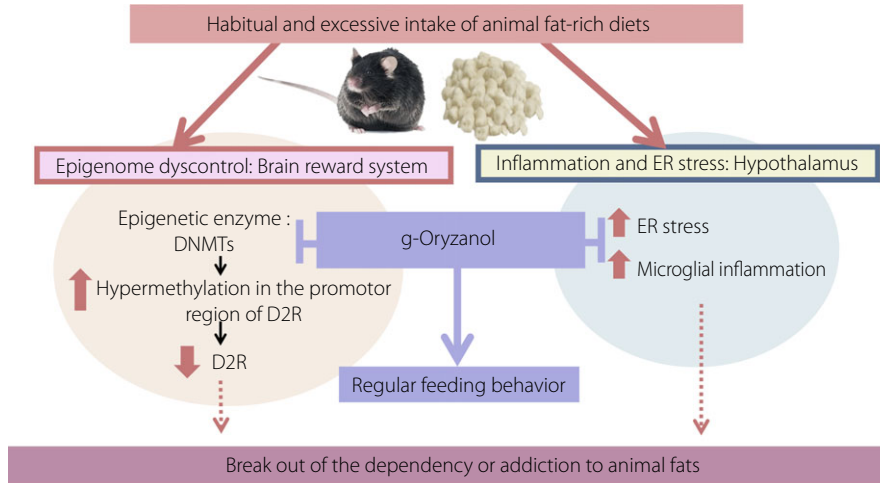 Habitual and excessive intake of animal fat-rich diets
Epigenome dyscontrol: Brain reward system
Inflammation and ER stress: Hypothalamus
Epigenetic enzyme :
DNMTs
Hypermethylation in the promotor
region of D2R
D2R
g-Oryzanol
Regular feeding behavior
ER stress
Microglial inflammation
Break out of the dependency or addiction to animal fats